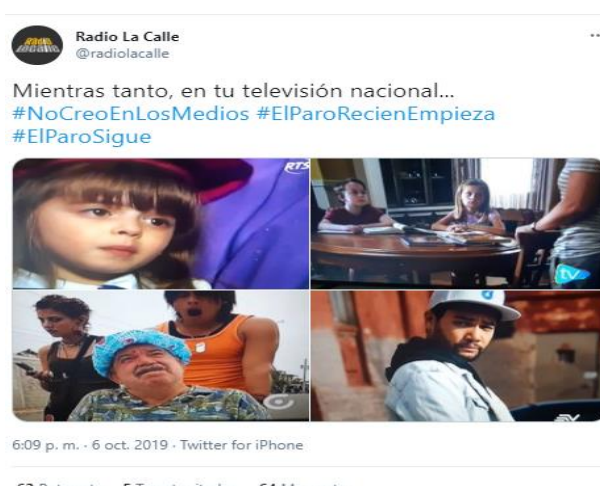 Radio La Calle
@radiolacalle
Mientras tanto, en tu televisión nacional...
#NoCreoEnLosMedios #ElParoRecienEmpieza
#ElParoSigue
RTS
tv
6:09 p. m. · 6 oct. 2019 · Twitter for iPhone